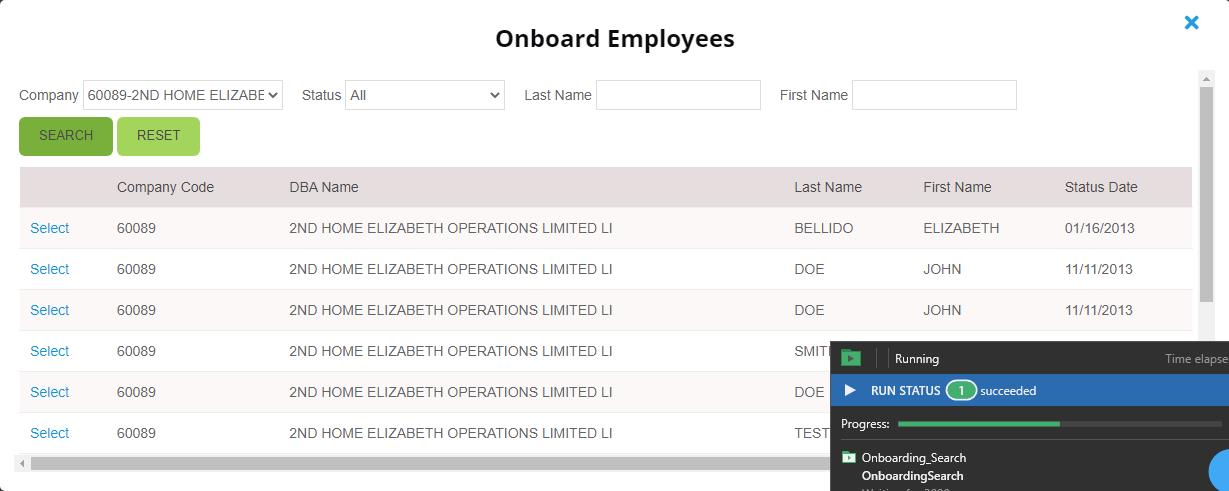 Onboard Employees
Company 60089-2ND HOME ELIZABE Status All Last Name First Name
SEARCH RESET
Company Code DBA Name Last Name First Name Status Date
Select 60089 2ND HOME ELIZABETH OPERATIONS LIMITED LI BELLIDO ELIZABETH 01/16/2013
Select 60089 2ND HOME ELIZABETH OPERATIONS LIMITED LI DOE JOHN 11/11/2013
Select 60089 2ND HOME ELIZABETH OPERATIONS LIMITED LI DOE JOHN 11/11/2013
Select 60089 2ND HOME ELIZABETH OPERATIONS LIMITED LI
Select 60089 2ND HOME ELIZABETH OPERATIONS LIMITED LI DOE
Select 60089 2ND HOME ELIZABETH OPERATIONS LIMITED LI TEST
Running Time elapse
RUN STATUS 1 succeeded
Progress:
Onboarding_Search
OnboardingSearch